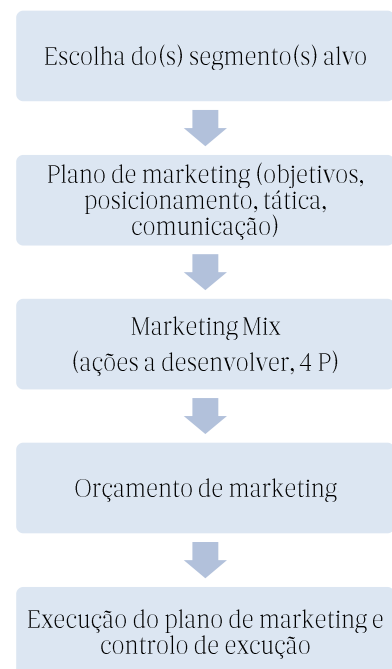 Escolha do(s) segmento(s) alvo
Plano de marketing (objetivos,
posicionamento, tática,
comunicação)
Marketing Mix
(ações a desenvolver, 4 P)
Orçamento de marketing
Execução do plano de marketing e
controlo de excução